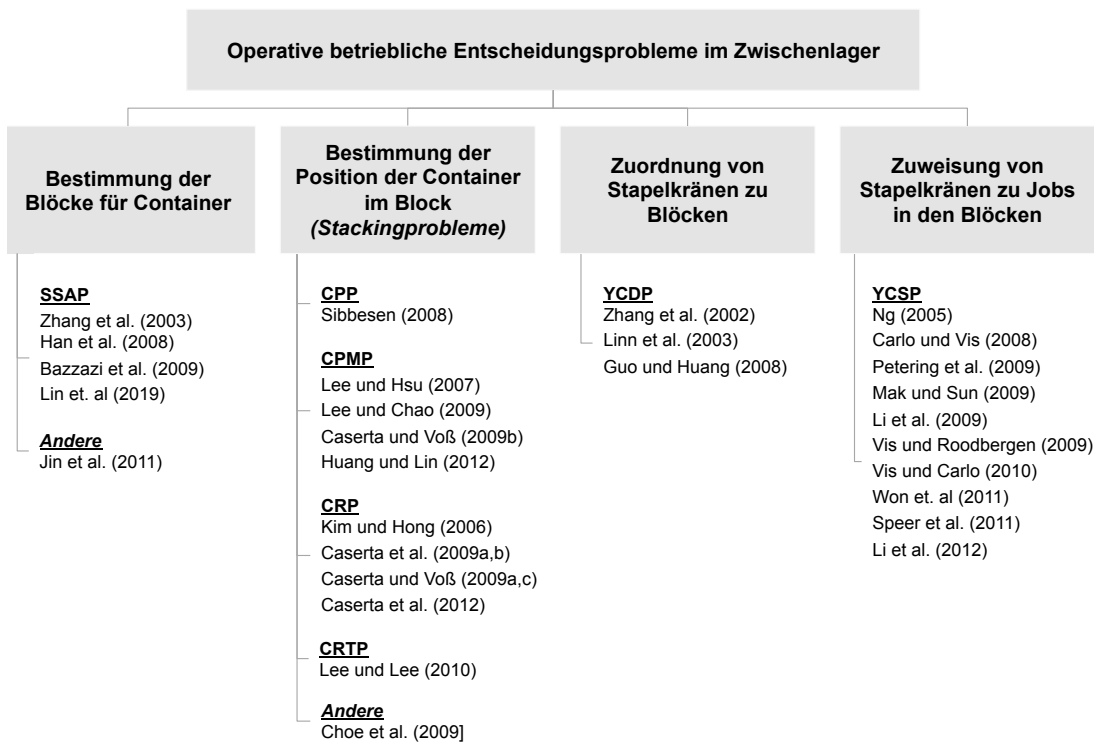 Operative betriebliche Entscheidungsprobleme im Zwischenlager
Bestimmung der
Blöcke für Container
SSAP
Zhang et al. (2003)
Han et al. (2008)
Bazzazi et al. (2009)
Lin et. al (2019)
Andere
Jin et al. (2011)
Bestimmung der
Position der Container
im Block
(Stackingprobleme)
CPP
Sibbesen (2008)
CPMP
Lee und Hsu (2007)
Lee und Chao (2009)
Caserta und Voß (2009b)
Huang und Lin (2012)
CRP
Kim und Hong (2006)
Caserta et al. (2009a,b)
Caserta und Voß (2009a,c)
Caserta et al. (2012)
CRTP
Lee und Lee (2010)
Andere
Choe et al. (2009]
Zuordnung von
Stapelkränen zu
Blöcken
YCDP
Zhang et al. (2002)
Linn et al. (2003)
Guo und Huang (2008)
Zuweisung von
Stapelkränen zu Jobs
in den Blöcken
YCSP
Ng (2005)
Carlo und Vis (2008)
Petering et al. (2009)
Mak und Sun (2009)
Li et al. (2009)
Vis und Roodbergen (2009)
Vis und Carlo (2010)
Won et. al (2011)
Speer et al. (2011)
Li et al. (2012)